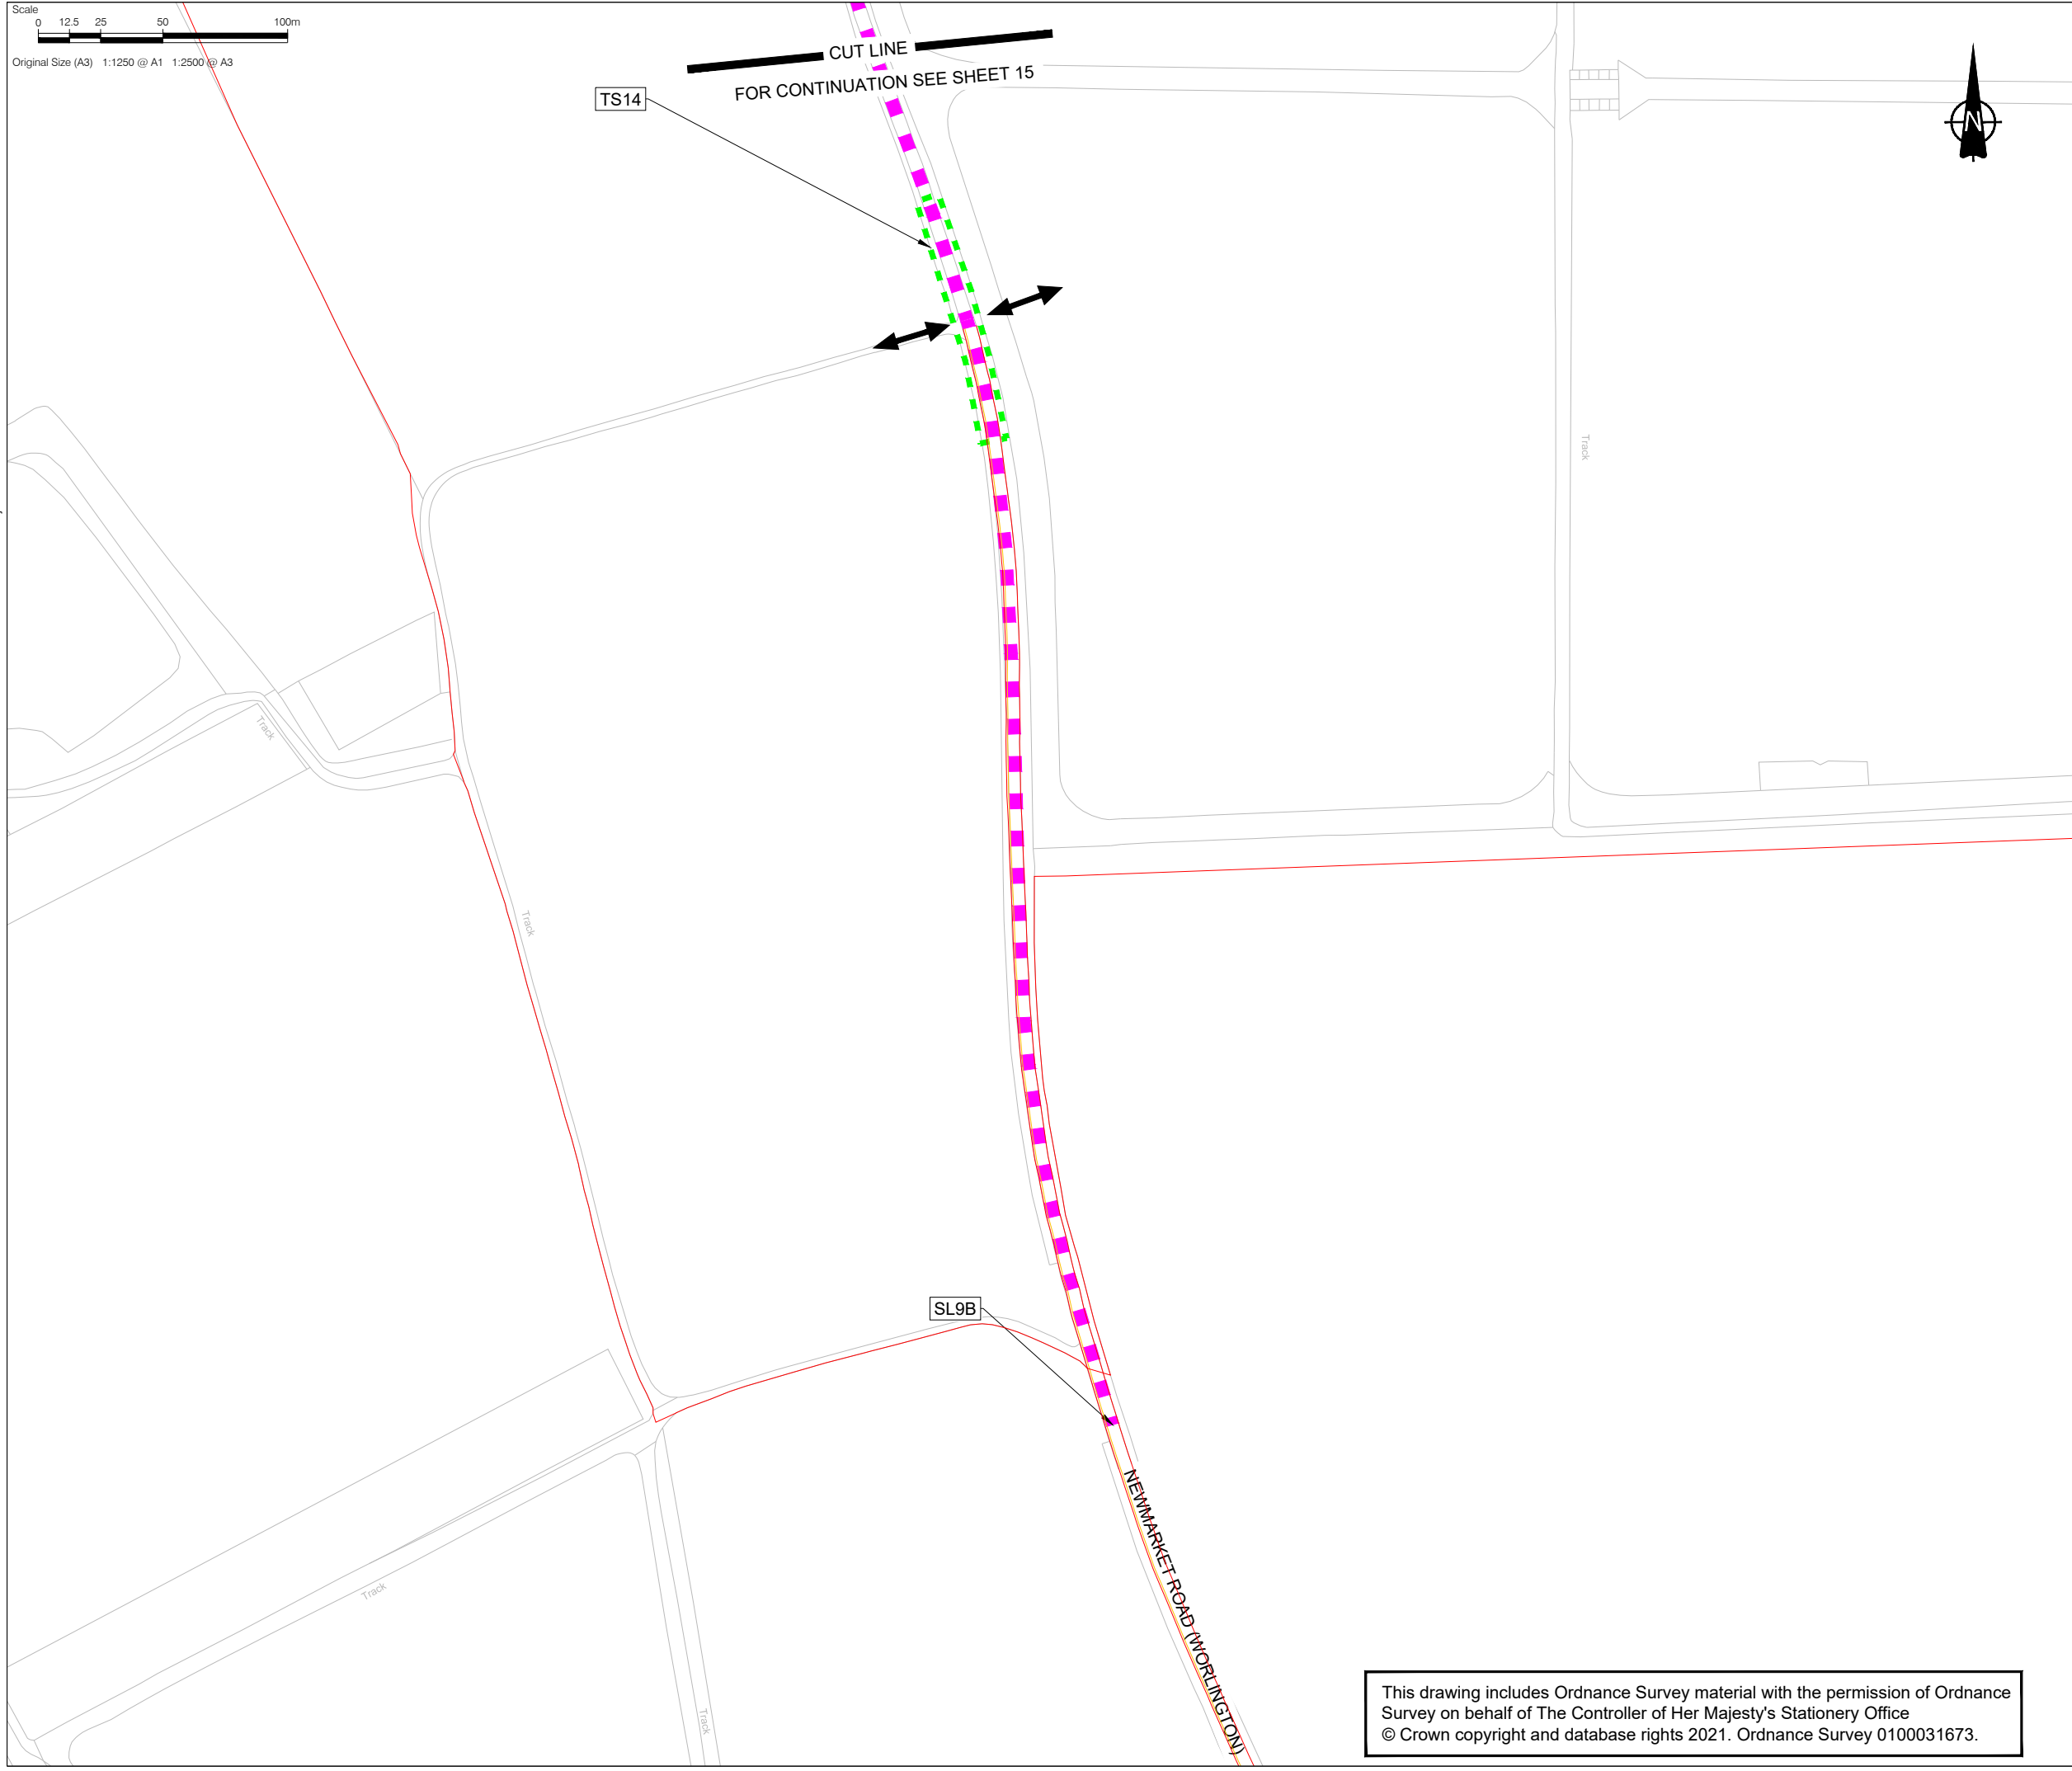 Scale
0 12.5 25 50 100m
Original Size (A3) 1:1250 @ A1 1:2500 @ A3
CUT LINE
FOR CONTINUATION SEE SHEET 15
TS14
N
Track
Track
Track
SL9B
NEWMARKET ROAD (WORLINGTON)
Track
Track
This drawing includes Ordnance Survey material with the permission of Ordnance
Survey on behalf of The Controller of Her Majesty's Stationery Office
© Crown copyright and database rights 2021. Ordnance Survey 0100031673.